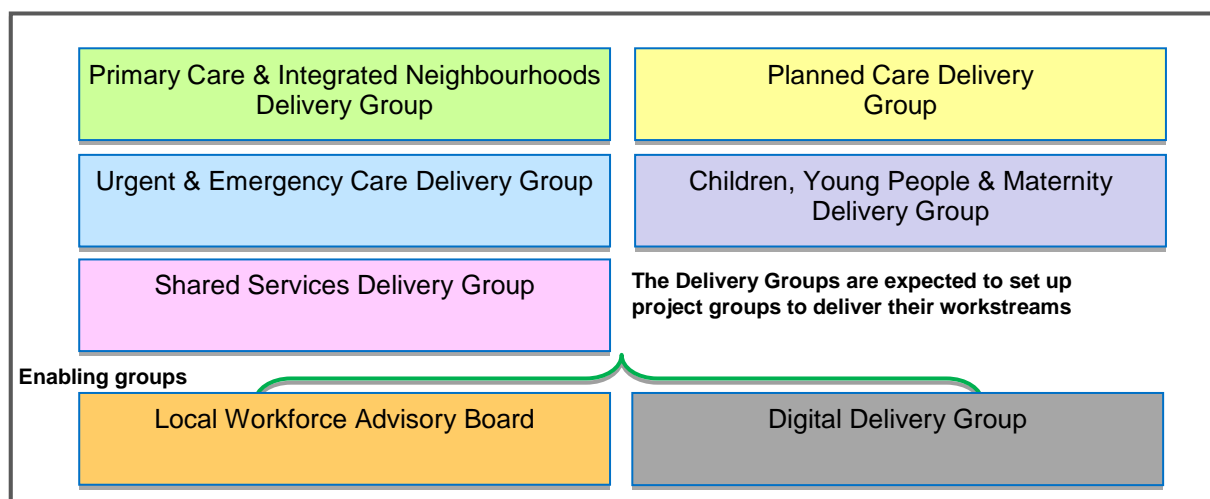 Primary Care & Integrated Neighbourhoods
Delivery Group
Planned Care Delivery
Group
Urgent & Emergency Care Delivery Group
Children, Young People & Maternity
Delivery Group
Shared Services Delivery Group
The Delivery Groups are expected to set up
project groups to deliver their workstreams
Enabling groups
Local Workforce Advisory Board
Digital Delivery Group